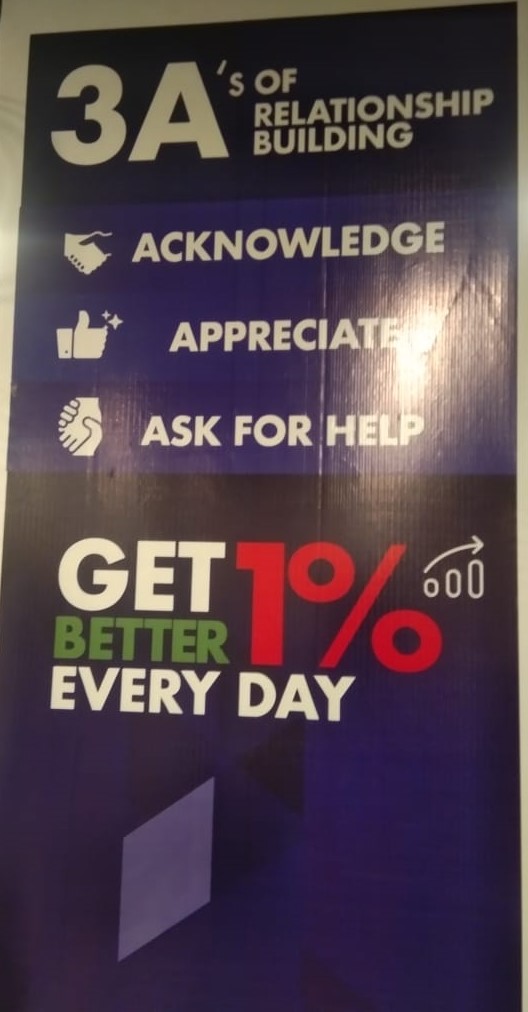 3A's OF
RELATIONSHIP
BUILDING
ACKNOWLEDGE
APPRECIATE
ASK FOR HELP
GET 1%
BETTER
EVERY DAY